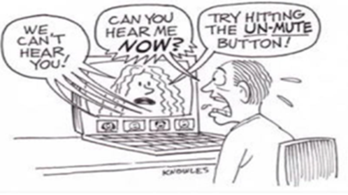 WE
CAN'T
HEAR,
YOU!
CAN YOU
HEAR ME
NOW?
TRY HITTING
THE UN-MUTE
BUTTON!
KNOWLES